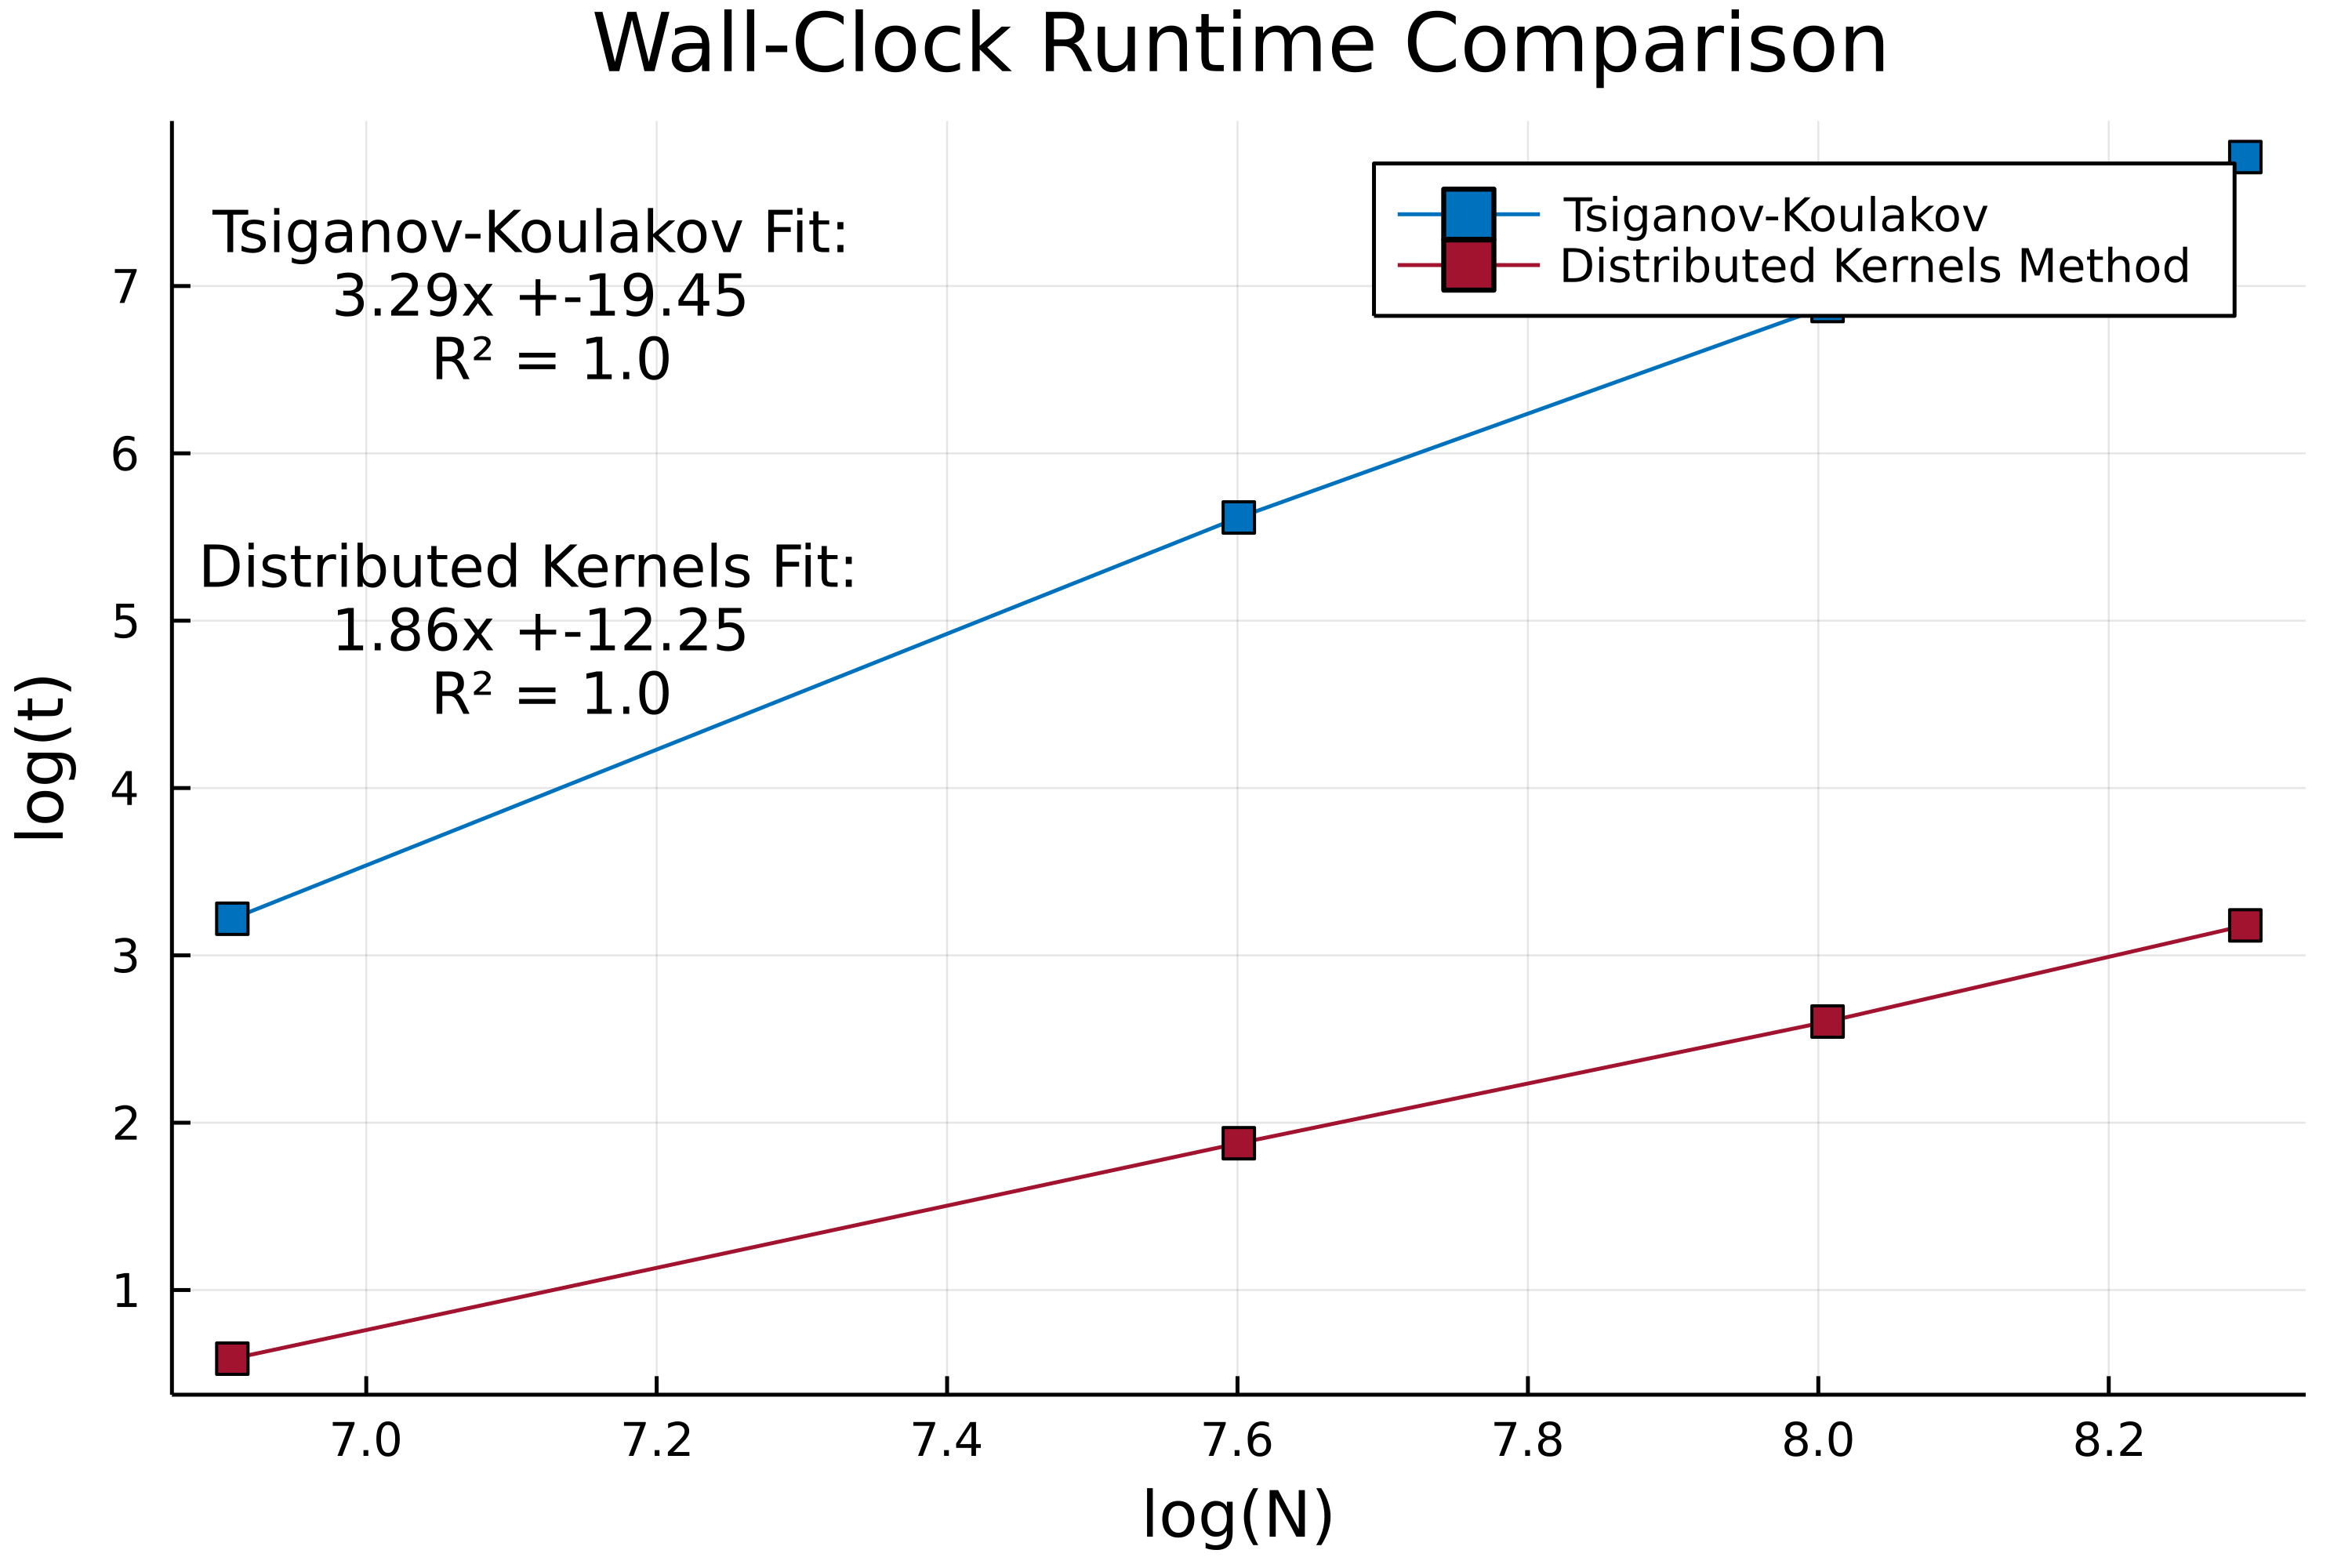 Wall-Clock Runtime Comparison
Tsiganov-Koulakov
Distributed Kernels Method
Tsiganov-Koulakov Fit:
3.29x +-19.45
R² = 1.0
Distributed Kernels Fit:
1.86x +-12.25
R² = 1.0
log(t)
7
6
5
4
3
2
1
7.0 7.2 7.4 7.6 7.8 8.0 8.2
log(N)